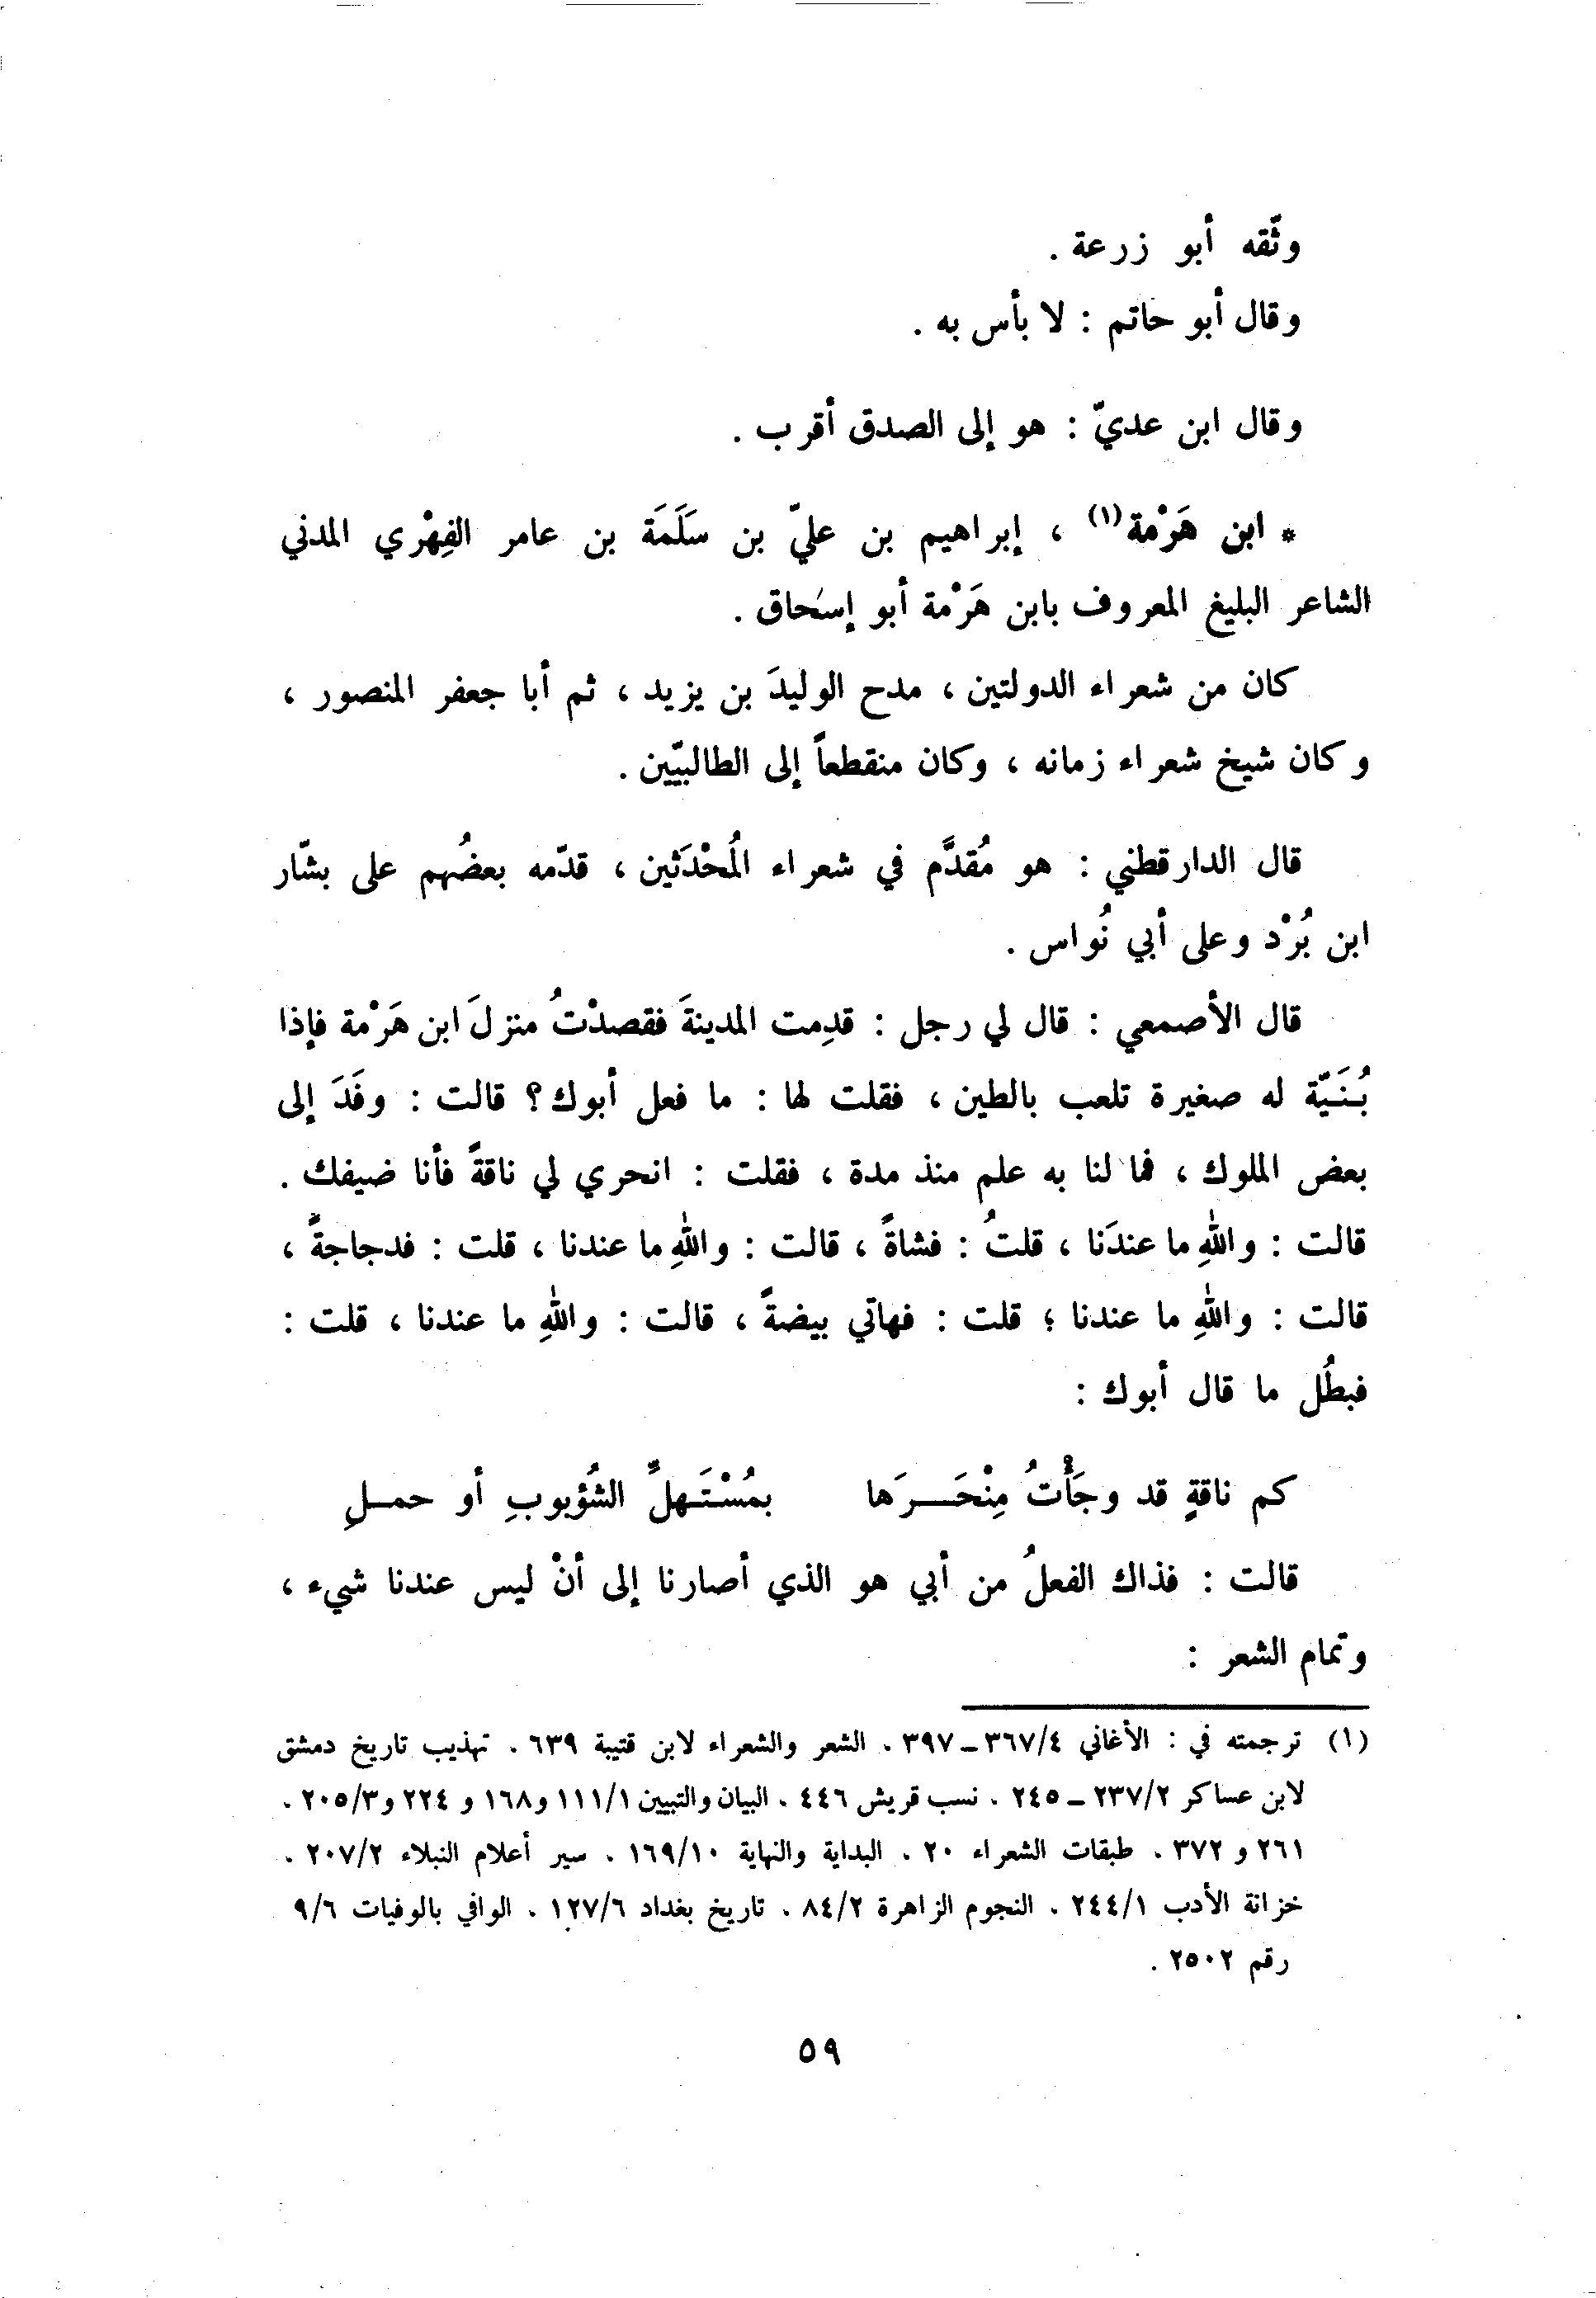 وثّقه أبو زرعة .
وقال أبو حاتم : لا بأس به .
وقال ابن عديّ : هو إلى الصدق أقرب .
* ابن هَرْمة(١) ، إبراهيم بن عليّ بن سَلَمَة بن عامر الفِهْري المدني
الشاعر البليغ المعروف بابن هَرْمة أبو إسحاق .
كان من شعراء الدولتين ، مدح الوليدَ بن يزيد ، ثم أبا جعفر المنصور ،
وكان شيخ شعراء زمانه ، وكان منقطعاً إلى الطالبيّين .
قال الدارقطني : هو مُقدَّم في شعراء المُحْدَثين ، قدّمه بعضُهم على بشّار
ابن بُرْد وعلى أبي نُواس .
قال الأصمعي : قال لي رجل : قدِمت المدينةَ فقصدْتُ منزلَ ابن هَرْمة فإذا
بُنَيّة له صغيرة تلعب بالطين ، فقلت لها : ما فعل أبوك؟ قالت : وفَدَ إلى
بعض الملوك ، فما لنا به علم منذ مدة ، فقلت : انحري لي ناقةً فأنا ضيفك .
قالت : واللهِ ما عندَنا ، قلتُ : فشاةً ، قالت : واللهِ ما عندنا ، قلت : فدجاجةً ،
قالت : واللهِ ما عندنا ؛ قلت : فهاتي بيضةً ، قالت : واللهِ ما عندنا ، قلت :
فبطُل ما قال أبوك :
كم ناقةٍ قد وجَأْتُ مِنْحَرَها بمُسْتَهلِّ الشُؤبوبِ أو حملِ
قالت : فذاك الفعلُ من أبي هو الذي أصارنا إلى أنْ ليس عندنا شيء ،
وتمام الشعر :
(١) ترجمته في : الأغاني ٣٦٧/٤ - ٣٩٧ . الشعر والشعراء لابن قتيبة ٦٣٩ . تهذيب تاريخ دمشق
لابن عساكر ٢٣٧/٢ - ٢٤٥ . نسب قريش ٤٤٦ . البيان والتبيين ١١١/١ و١٦٨ و ٢٢٤ و٢٠٥/٣ .
٢٦١ و ٣٧٢ . طبقات الشعراء ٢٠ . البداية والنهاية ١٦٩/١٠ . سير أعلام النبلاء ٢٠٧/٢ .
خزانة الأدب ٢٤٤/١ . النجوم الزاهرة ٨٤/٢ . تاريخ بغداد ١٢٧/٦ . الوافي بالوفيات ٩/٦
رقم ٢٥٠٢ .
٥٩